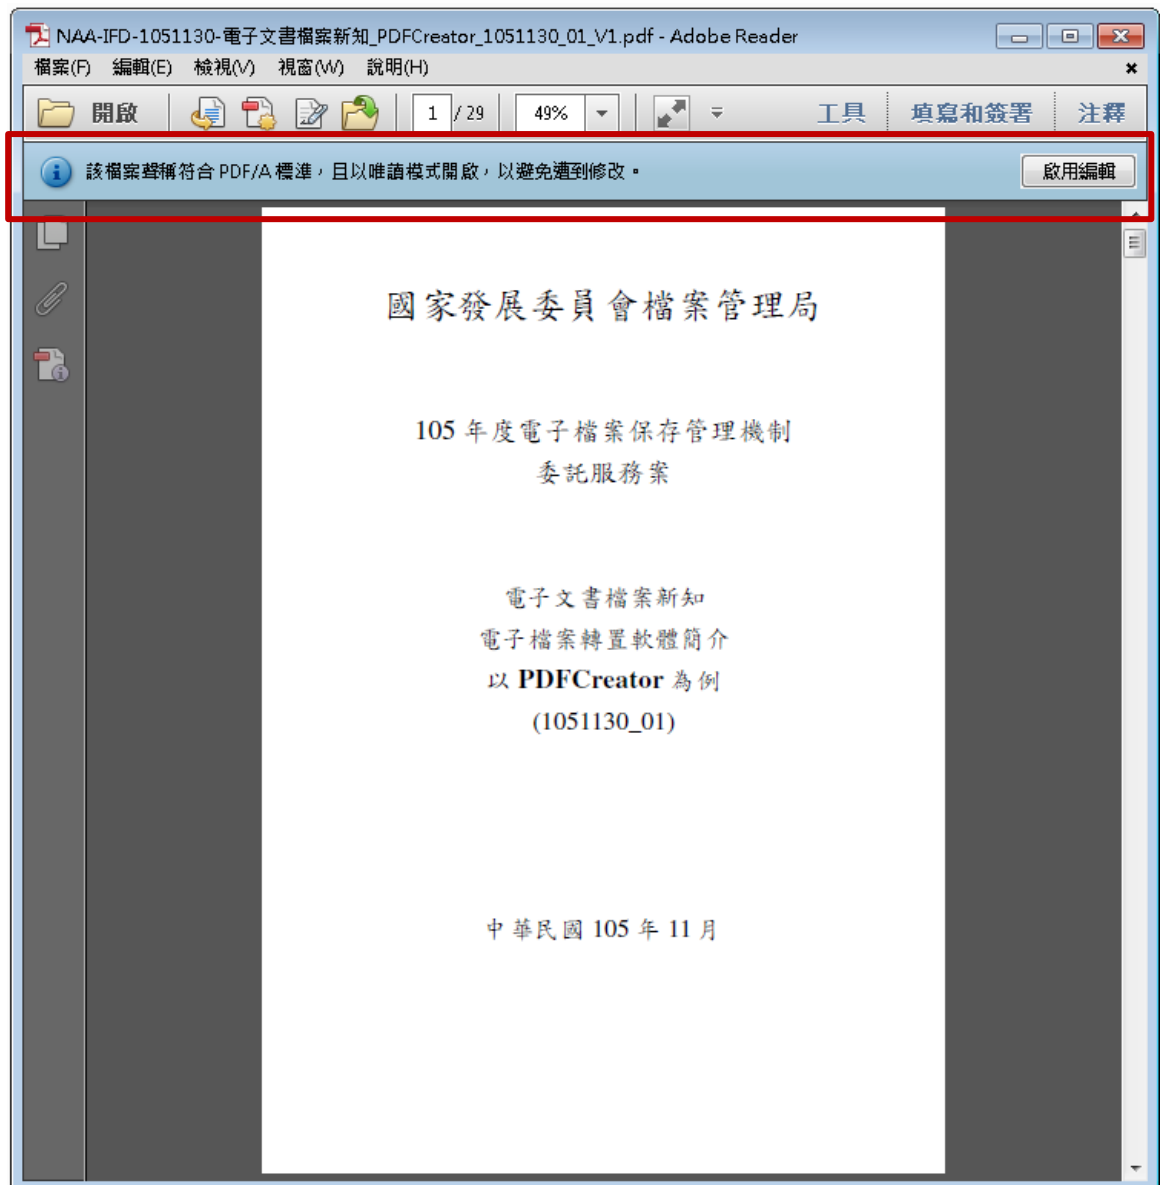 NAA-IFD-1051130-電子文書檔案新知_PDFCreator_1051130_01_V1.pdf - Adobe Reader
檔案(F) 編輯(E) 檢視(V) 視窗(W) 說明(H)
開啟 1 / 29 49% 工具 填寫和簽署 注釋
該檔案聲稱符合 PDF/A 標準，且以唯讀模式開啟，以避免遭到修改。 啟用編輯
國家發展委員會檔案管理局
105 年度電子檔案保存管理機制
委託服務案
電子文書檔案新知
電子檔案轉置軟體簡介
以 PDFCreator 為例
(1051130_01)
中華民國 105 年 11 月